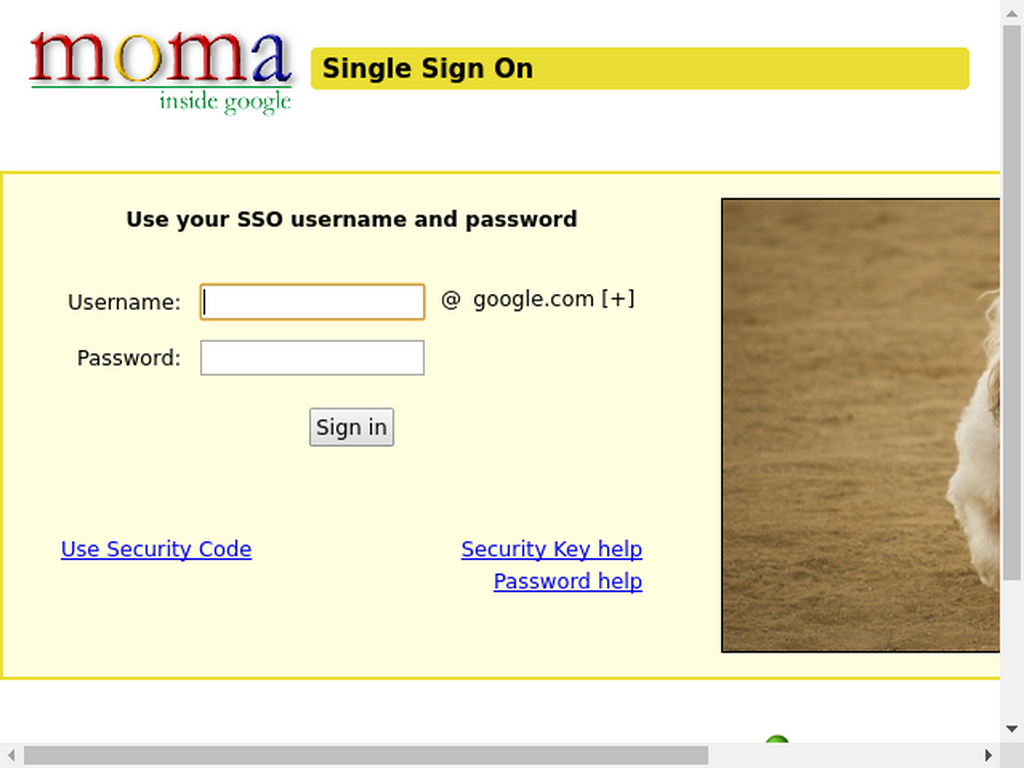 moma
inside google
Single Sign On
Use your SSO username and password
Username: @ google.com [+]
Password:
Sign in
Use Security Code Security Key help
Password help